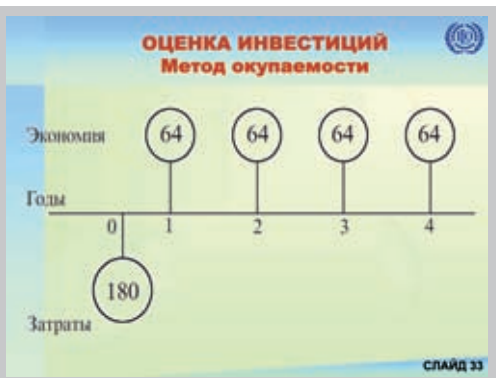 ОЦЕНКА ИНВЕСТИЦИЙ
Метод окупаемости
Экономия 64 64 64 64
Годы
0 1 2 3 4
180
Затраты
СЛАЙД 33